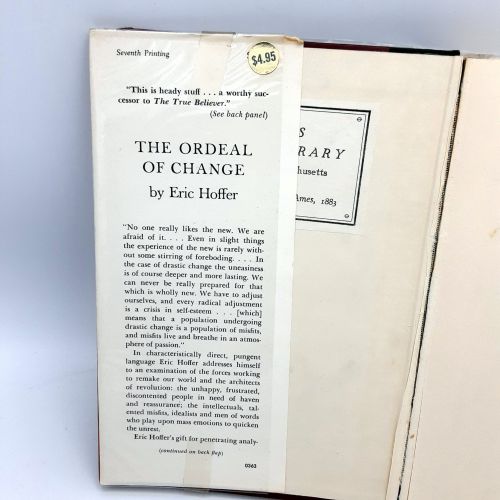 Seventh Printing
$4.95
"This is heady stuff . . . a worthy suc-
cessor to The True Believer."
(See back panel)
THE ORDEAL
OF CHANGE
by Eric Hoffer
"No one really likes the new. We are
afraid of it. . . . Even in slight things
the experience of the new is rarely with-
out some stirring of foreboding. . . . In
the case of drastic change the uneasiness
is of course deeper and more lasting. We
can never be really prepared for that
which is wholly new. We have to adjust
ourselves, and every radical adjustment
is a crisis in self-esteem . . . [which]
means that a population undergoing
drastic change is a population of misfits,
and misfits live and breathe in an atmos-
phere of passion."
In characteristically direct, pungent
language Eric Hoffer addresses himself
to an examination of the forces working
to remake our world and the architects
of revolution: the unhappy, frustrated,
discontented people in need of haven
and reassurance; the intellectuals, tal-
ented misfits, idealists and men of words
who play upon mass emotions to quicken
the unrest.
Eric Hoffer's gift for penetrating analy-
(continued on back flap)
0363
S
RARY
husetts
Ames, 1883